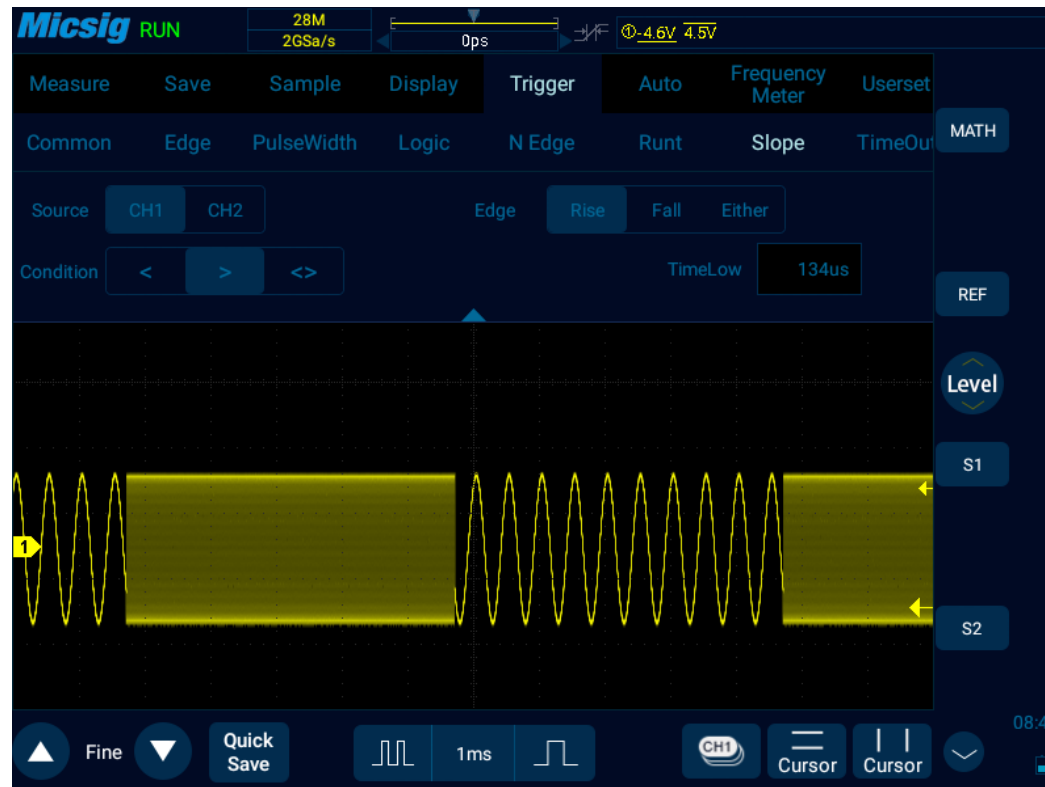 Micsig RUN 28M 2GSa/s 0ps ①-4.6V 4.5V
Measure Save Sample Display Trigger Auto Frequency Meter Userset
Common Edge PulseWidth Logic N Edge Runt Slope TimeOut
MATH
Source CH1 CH2 Edge Rise Fall Either
Condition < > <> TimeLow 134us
REF
Level
S1
1
S2
Fine Quick Save 1ms CH1 Cursor Cursor
08:4